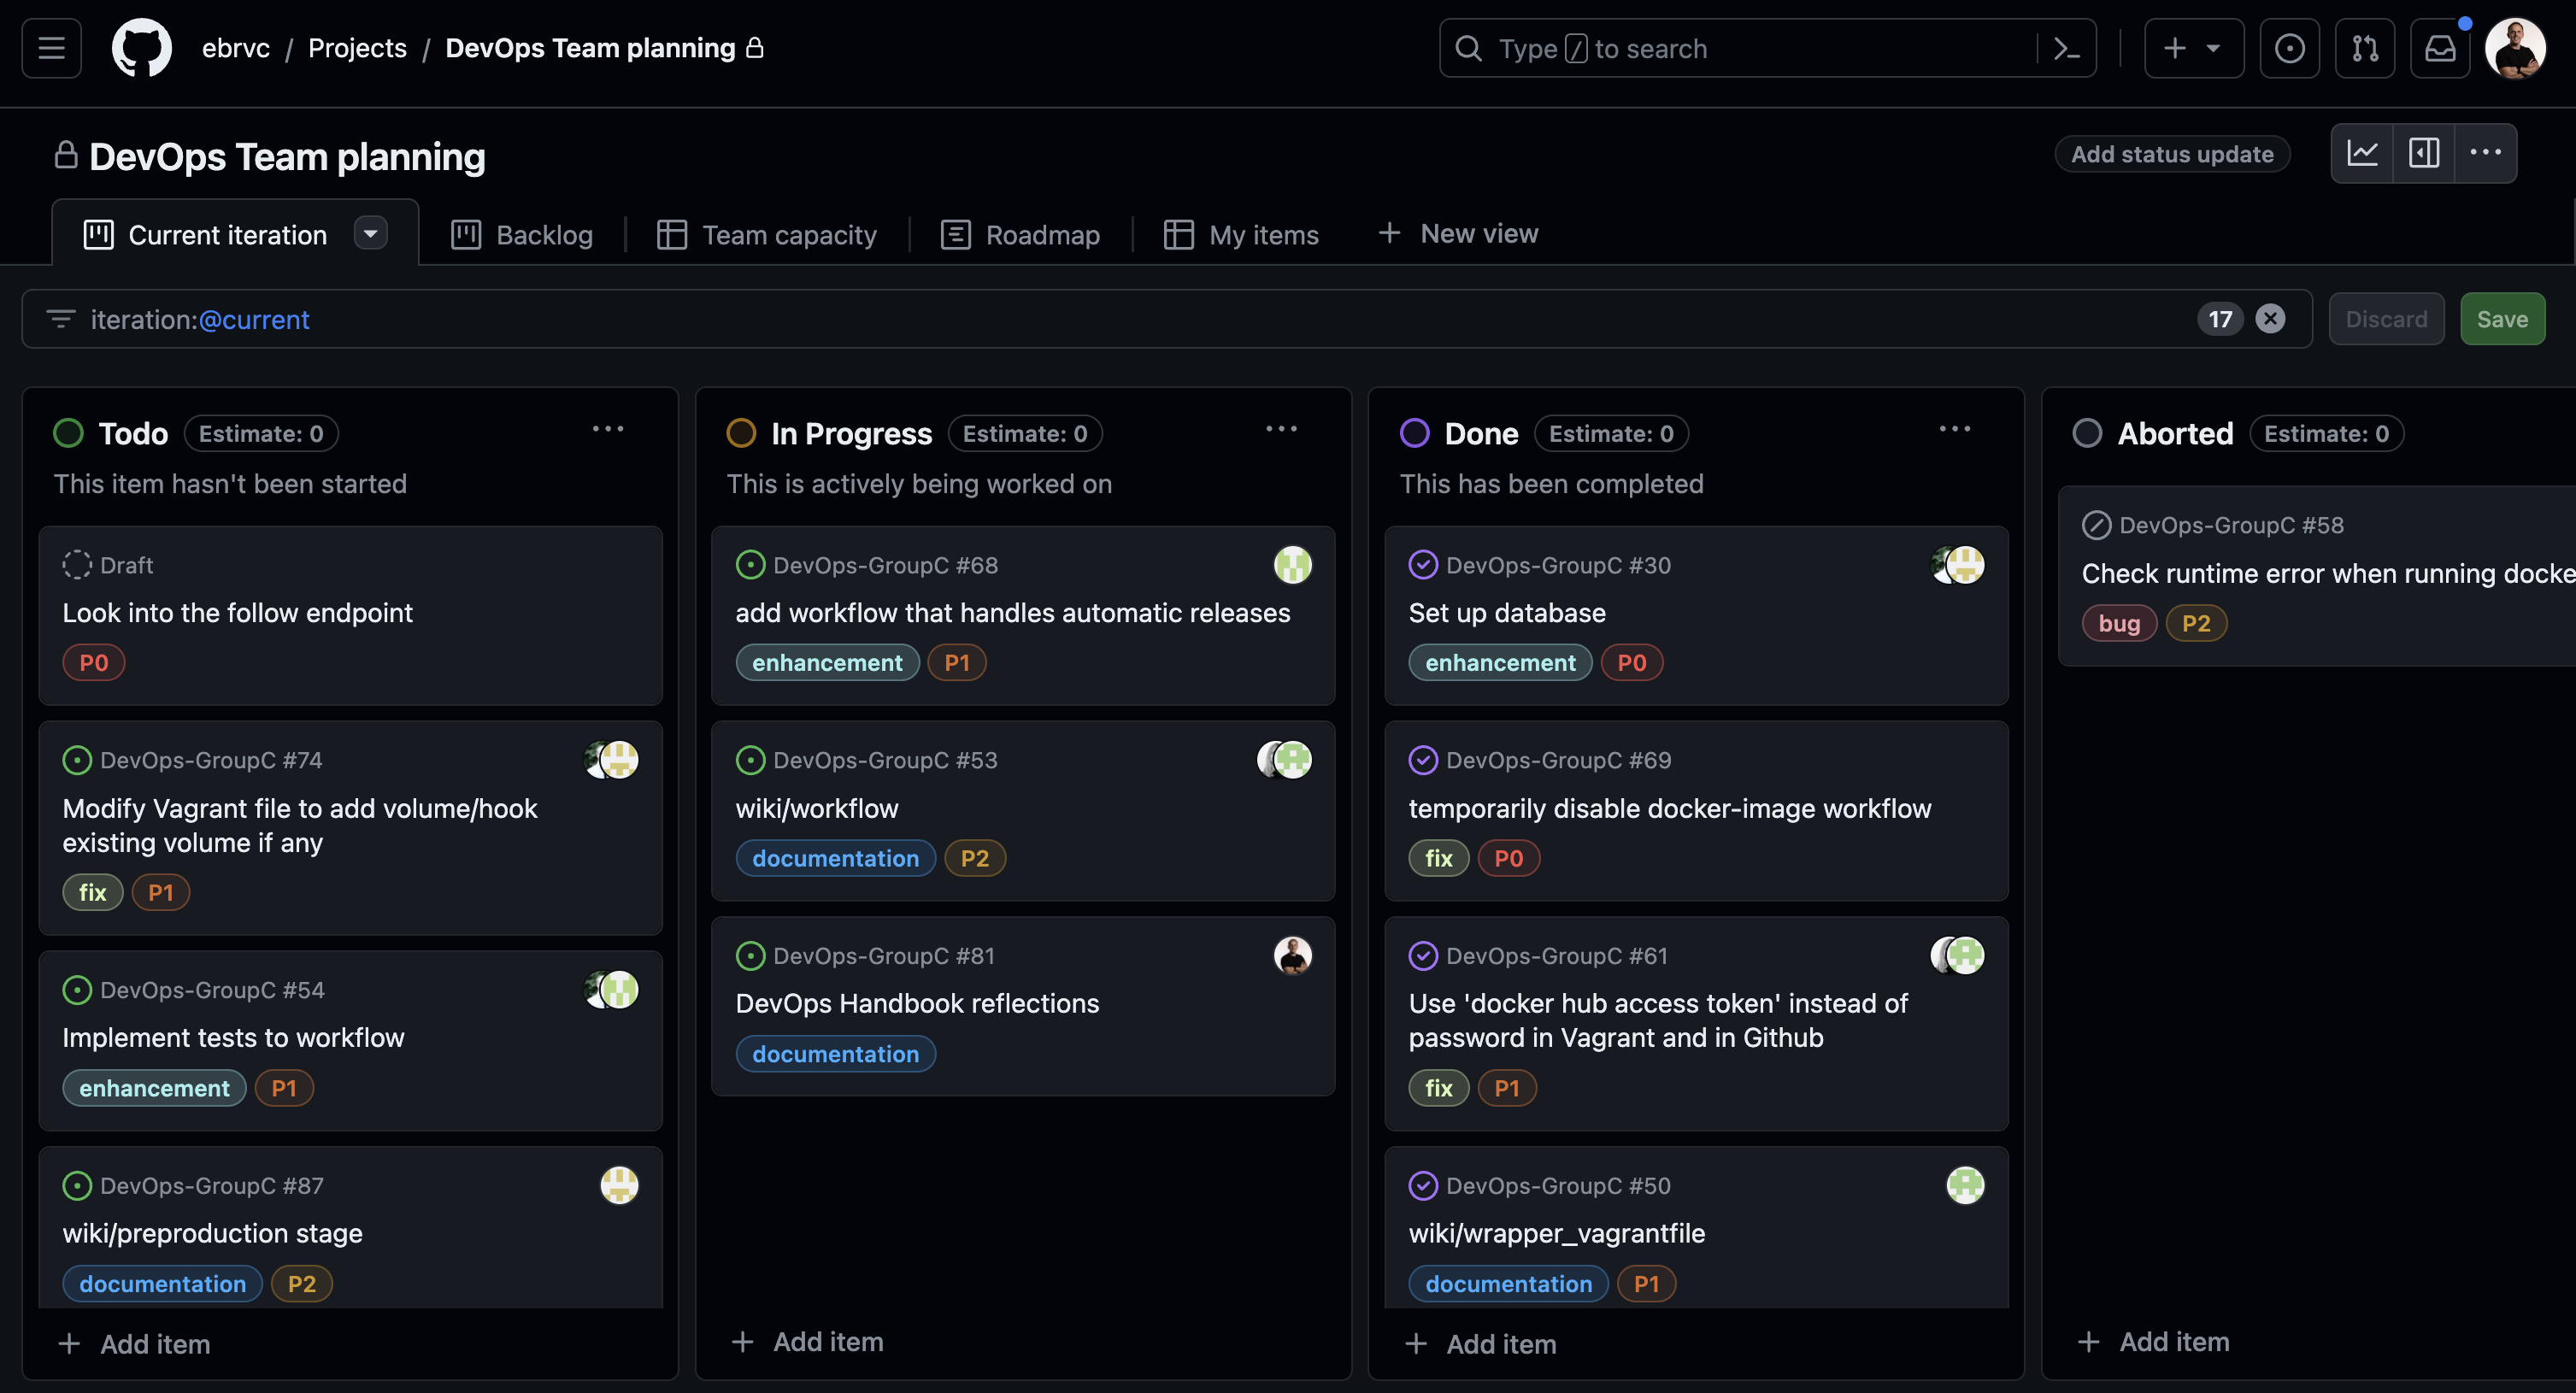 ebrvc / Projects / DevOps Team planning
Type / to search
DevOps Team planning
Add status update
Current iteration
Backlog
Team capacity
Roadmap
My items
+ New view
iteration:@current
17
Discard
Save
Todo
Estimate: 0
This item hasn't been started
Draft
Look into the follow endpoint
P0
DevOps-GroupC #74
Modify Vagrant file to add volume/hook
existing volume if any
fix
P1
DevOps-GroupC #54
Implement tests to workflow
enhancement
P1
DevOps-GroupC #87
wiki/preproduction stage
documentation
P2
+ Add item
In Progress
Estimate: 0
This is actively being worked on
DevOps-GroupC #68
add workflow that handles automatic releases
enhancement
P1
DevOps-GroupC #53
wiki/workflow
documentation
P2
DevOps-GroupC #81
DevOps Handbook reflections
documentation
+ Add item
Done
Estimate: 0
This has been completed
DevOps-GroupC #30
Set up database
enhancement
P0
DevOps-GroupC #69
temporarily disable docker-image workflow
fix
P0
DevOps-GroupC #61
Use 'docker hub access token' instead of
password in Vagrant and in Github
fix
P1
DevOps-GroupC #50
wiki/wrapper_vagrantfile
documentation
P1
+ Add item
Aborted
Estimate: 0
DevOps-GroupC #58
Check runtime error when running docke
bug
P2
+ Add item